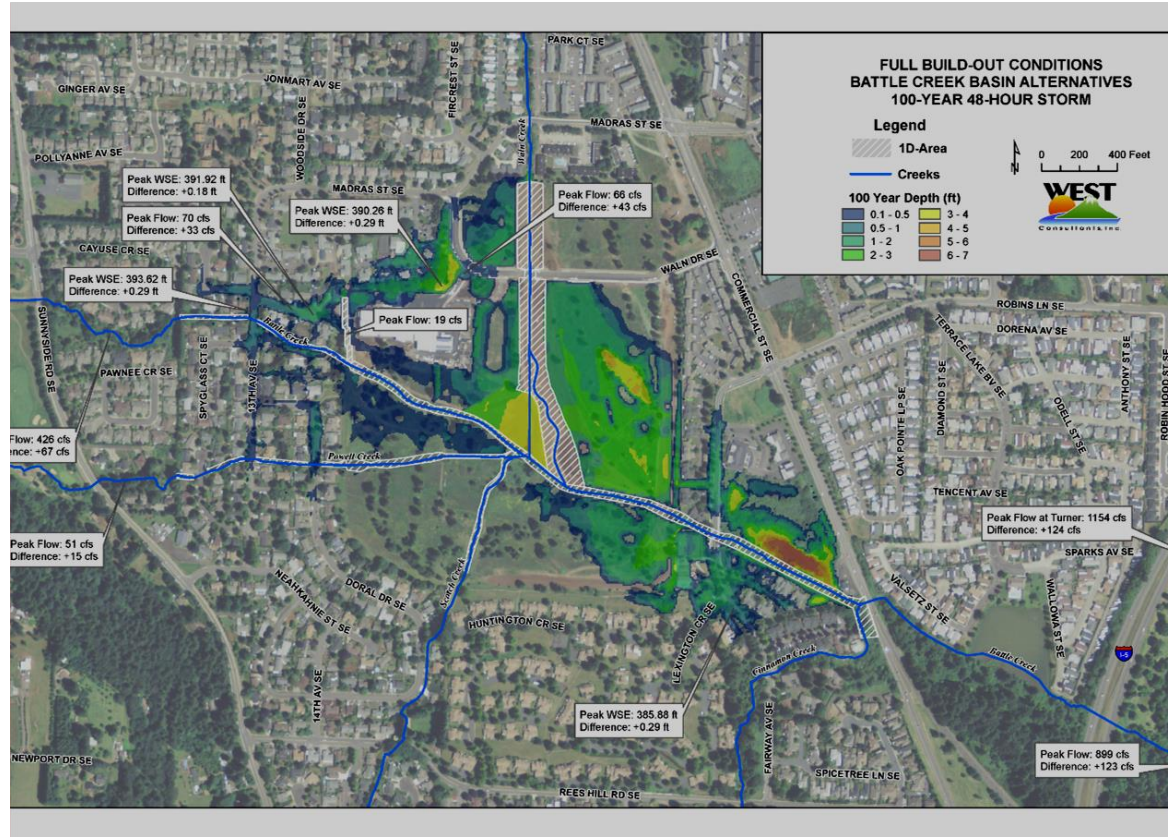 FULL BUILD-OUT CONDITIONS
BATTLE CREEK BASIN ALTERNATIVES
100-YEAR 48-HOUR STORM
Legend
1D-Area
Creeks
100 Year Depth (ft)
0.1 - 0.5
0.5 - 1
1 - 2
2 - 3
3 - 4
4 - 5
5 - 6
6 - 7
N
0 200 400 Feet
WEST
Consultants, Inc.
PARK CT SE
JONMART AV SE
GINGER AV SE
FIRCREST ST SE
WOODSIDE DR SE
MADRAS ST SE
Waln Creek
POLLYANNE AV SE
MADRAS ST SE
Peak WSE: 391.92 ft
Difference: +0.18 ft
Peak WSE: 390.26 ft
Difference: +0.29 ft
Peak Flow: 66 cfs
Difference: +43 cfs
Peak Flow: 70 cfs
Difference: +33 cfs
CAYUSE CR SE
Peak WSE: 393.62 ft
Difference: +0.29 ft
WALN DR SE
COMMERCIAL ST SE
ROBINS LN SE
DORENA AV SE
TERRACE LAKE BV SE
SUNNYSIDE RD SE
Battle Creek
Peak Flow: 19 cfs
PAWNEE CR SE
SPYGLASS CT SE
13TH AV SE
OAK POINTE LP SE
DIAMOND ST SE
ODELL ST SE
ANTHONY ST SE
ROBIN HOOD ST SE
Flow: 426 cfs
ence: +67 cfs
Powell Creek
TENCENT AV SE
Peak Flow: 51 cfs
Difference: +15 cfs
Peak Flow at Turner: 1154 cfs
Difference: +124 cfs
SPARKS AV SE
NEAHKAHNIE ST SE
DORAL DR SE
Scotch Creek
HUNTINGTON CR SE
LEXINGTON CR SE
VALSETZ ST SE
WALLOWA ST SE
Battle Creek
I-5
Cinnamon Creek
14TH AV SE
Peak WSE: 385.88 ft
Difference: +0.29 ft
FAIRWAY AV SE
NEWPORT DR SE
SPICETREE LN SE
REES HILL RD SE
Peak Flow: 899 cfs
Difference: +123 cfs